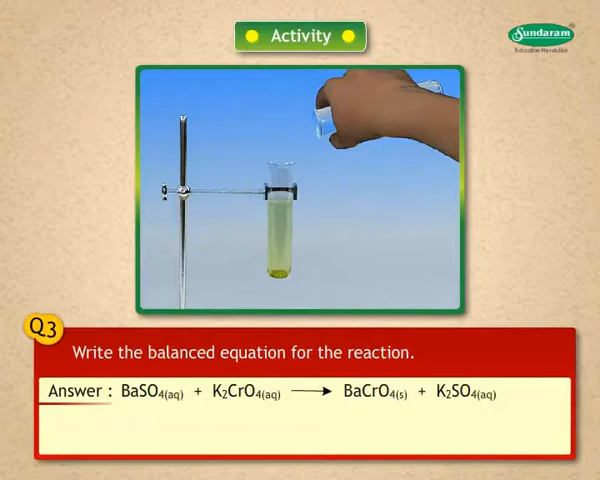 Activity
Sundaram
Education Revolution
Q3
Write the balanced equation for the reaction.
Answer : BaSO4(aq) + K2CrO4(aq) ⟶ BaCrO4(s) + K2SO4(aq)